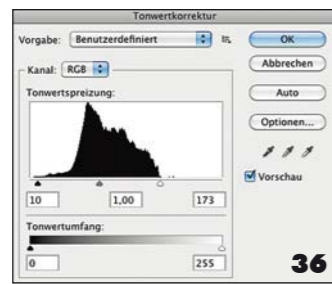 Tonwertkorrektur
Vorgabe: Benutzerdefiniert OK
Kanal: RGB Abbrechen
Tonwertspreizung: Auto
Optionen...
Vorschau
10 1,00 173
Tonwertumfang:
0 255
36